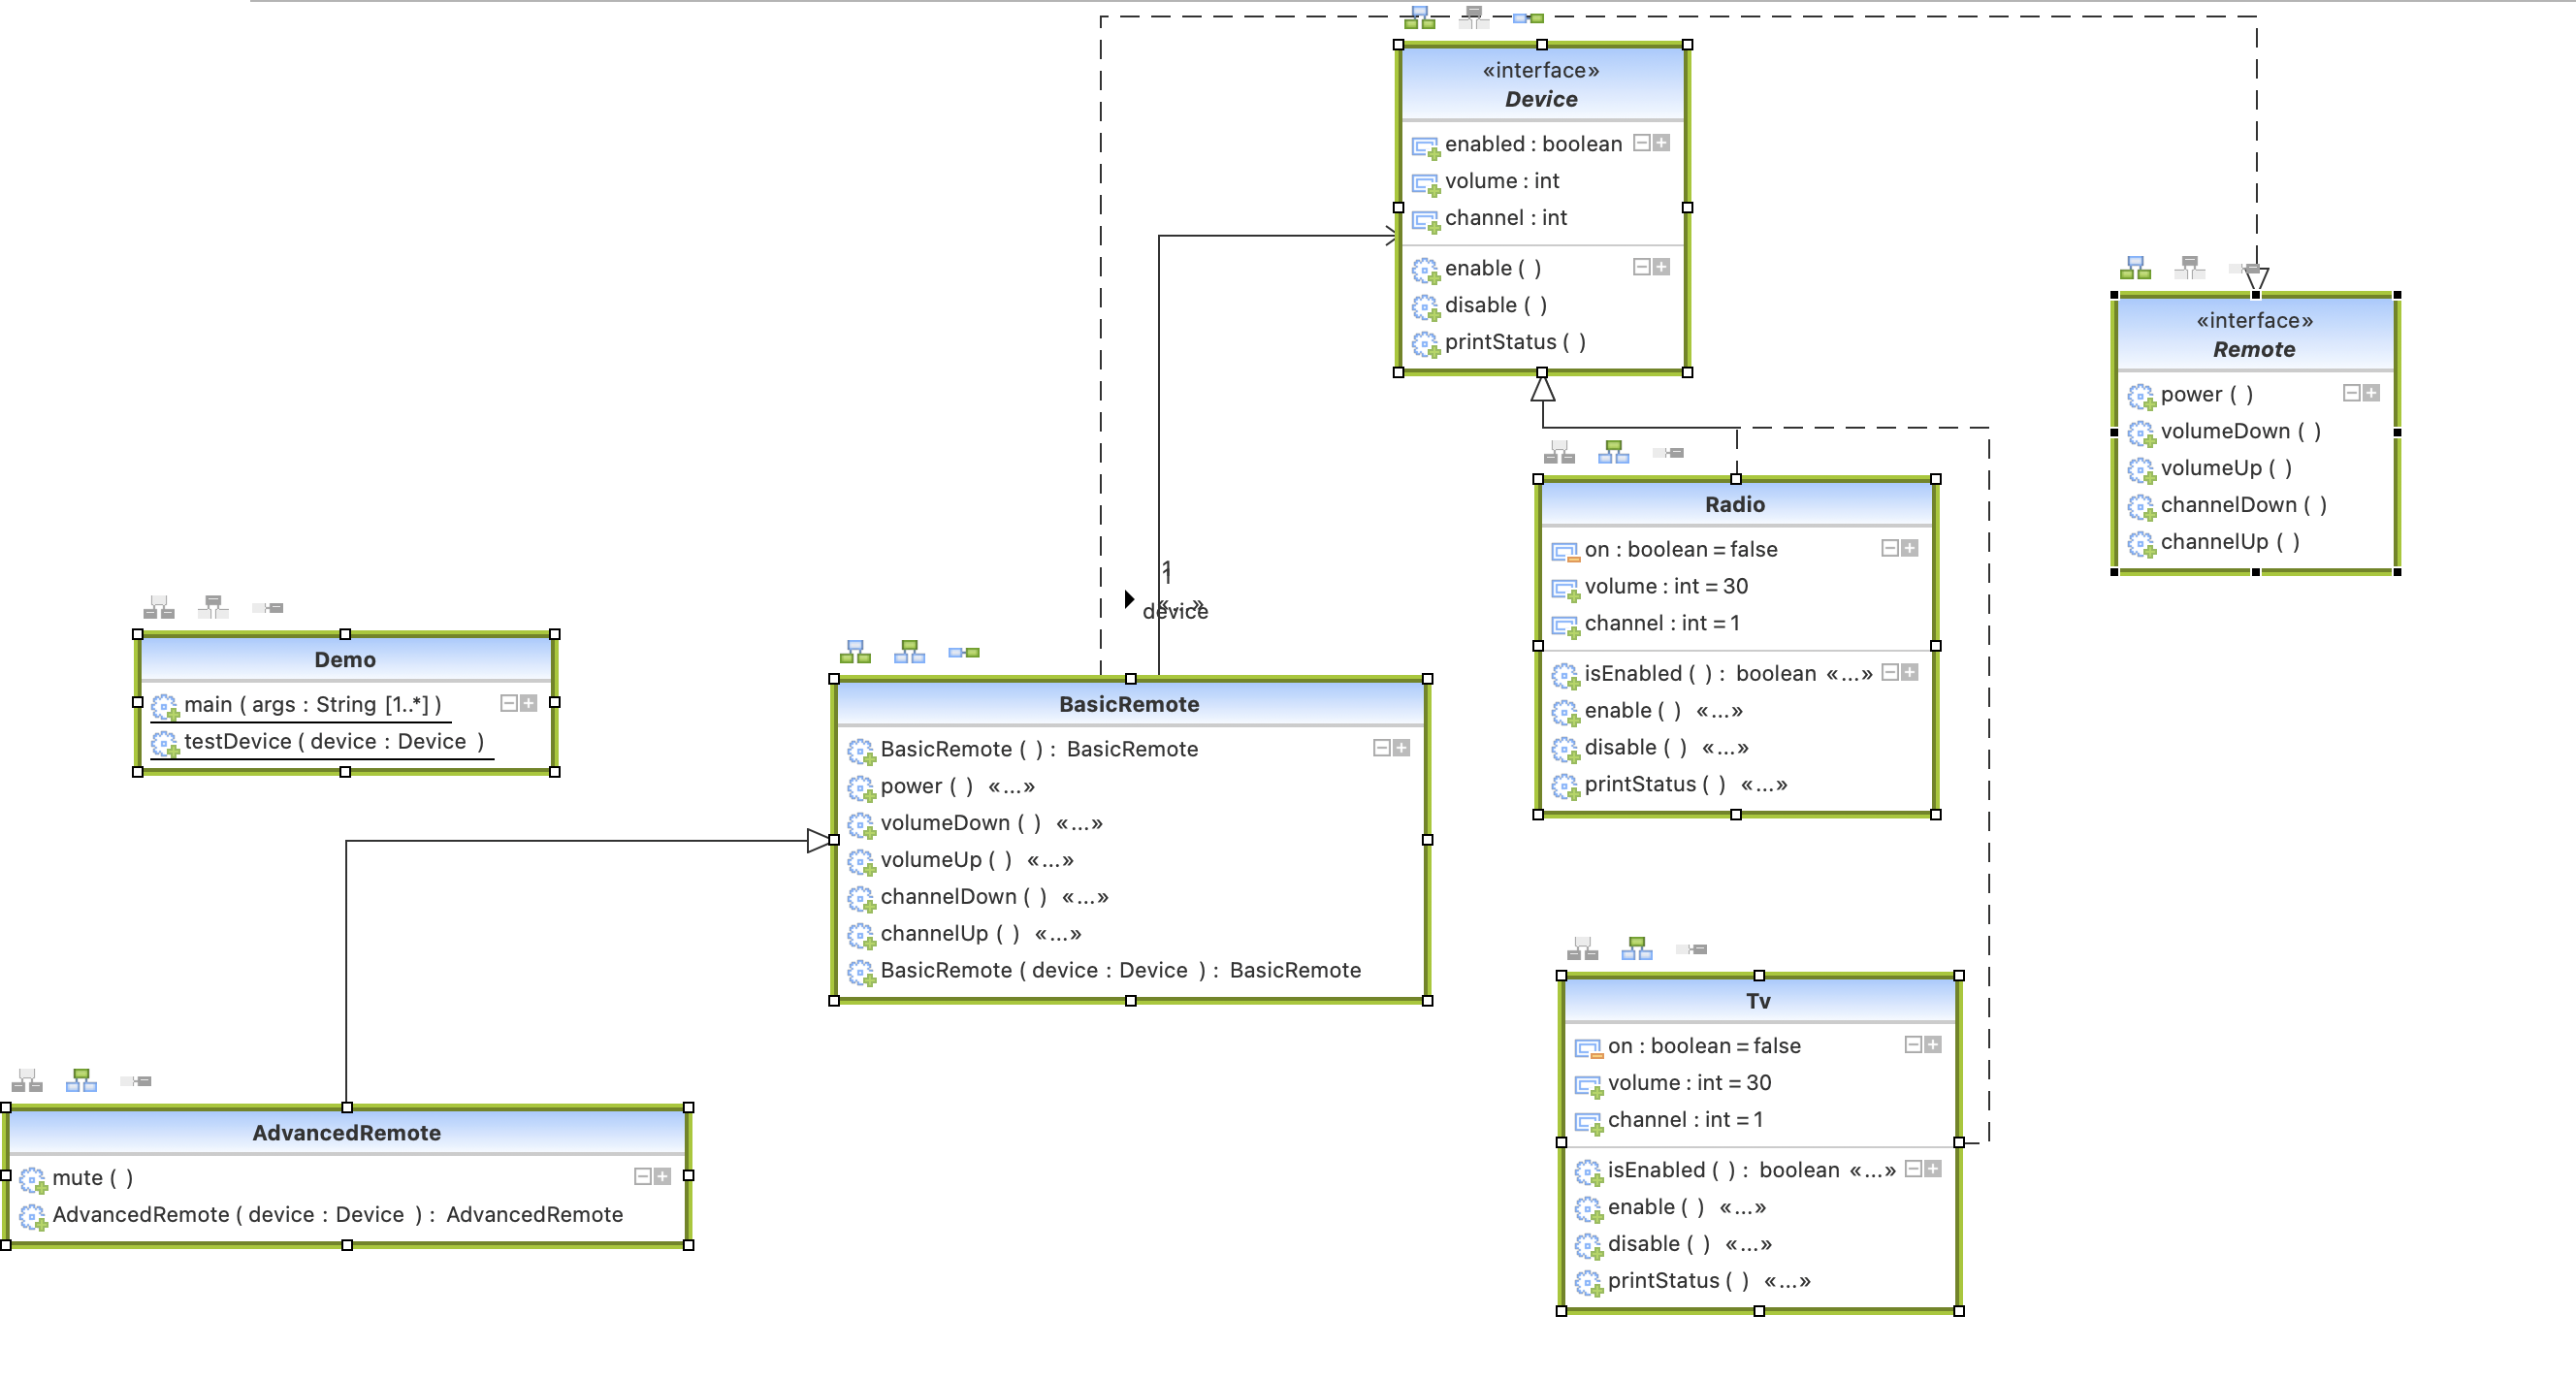 «interface»
Device
enabled : boolean
volume : int
channel : int
enable ( )
disable ( )
printStatus ( )
«interface»
Remote
power ( )
volumeDown ( )
volumeUp ( )
channelDown ( )
channelUp ( )
Radio
on : boolean = false
volume : int = 30
channel : int = 1
isEnabled ( ) : boolean «...»
enable ( ) «...»
disable ( ) «...»
printStatus ( ) «...»
1
«...»
device
Demo
main ( args : String [1..*] )
testDevice ( device : Device )
BasicRemote
BasicRemote ( ) : BasicRemote
power ( ) «...»
volumeDown ( ) «...»
volumeUp ( ) «...»
channelDown ( ) «...»
channelUp ( ) «...»
BasicRemote ( device : Device ) : BasicRemote
Tv
on : boolean = false
volume : int = 30
channel : int = 1
isEnabled ( ) : boolean «...»
enable ( ) «...»
disable ( ) «...»
printStatus ( ) «...»
AdvancedRemote
mute ( )
AdvancedRemote ( device : Device ) : AdvancedRemote